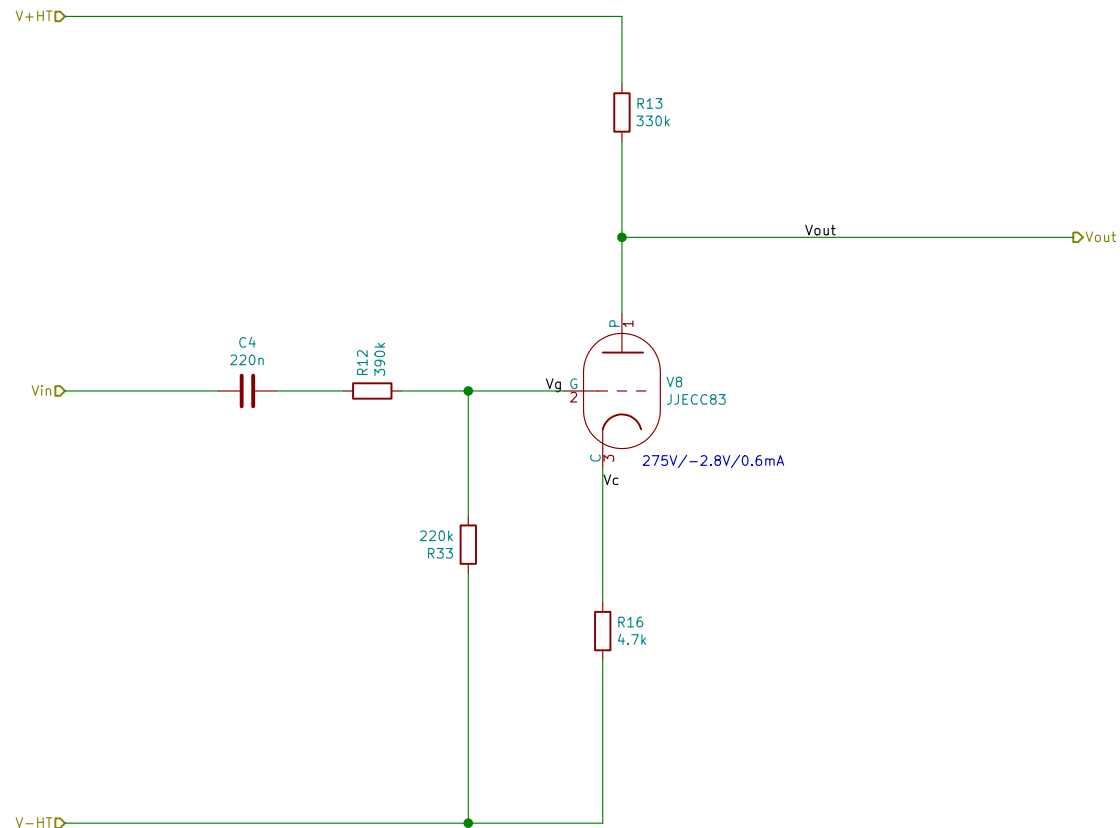 V+HT
R13
330k
Vout
Vout
P
1
C4
220n
R12
390k
Vin
Vg
G
2
V8
JJECC83
C
3
275V/-2.8V/0.6mA
Vc
220k
R33
R16
4.7k
V-HT